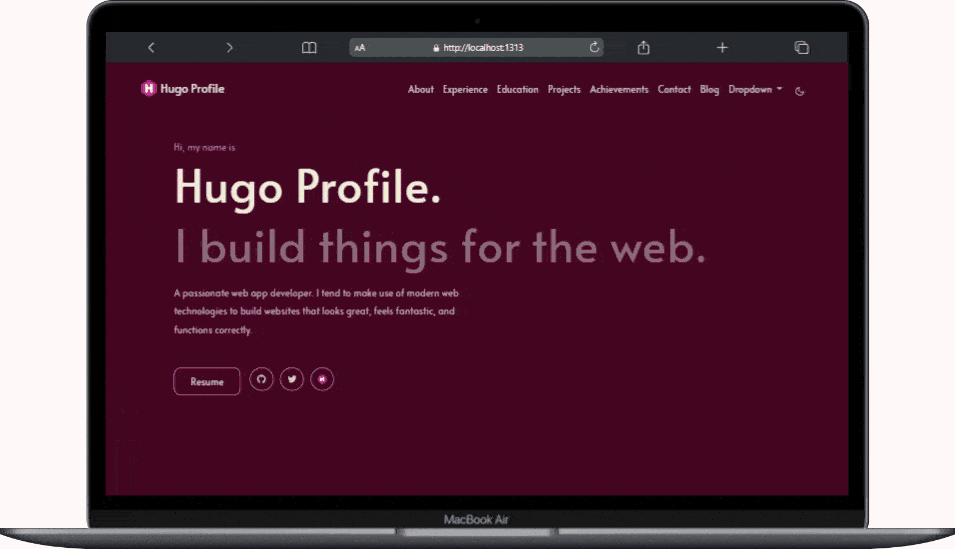 AA http://localhost:1313
H Hugo Profile About Experience Education Projects Achievements Contact Blog Dropdown
Hi, my name is
Hugo Profile.
I build things for the web.
A passionate web app developer. I tend to make use of modern web
technologies to build websites that looks great, feels fantastic, and
functions correctly.
Resume H
MacBook Air